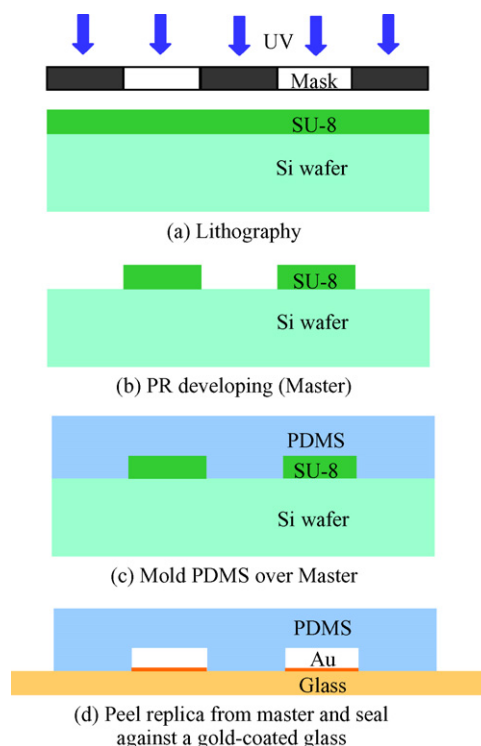 UV
Mask
SU-8
Si wafer
(a) Lithography
SU-8
Si wafer
(b) PR developing (Master)
PDMS
SU-8
Si wafer
(c) Mold PDMS over Master
PDMS
Au
Glass
(d) Peel replica from master and seal
against a gold-coated glass